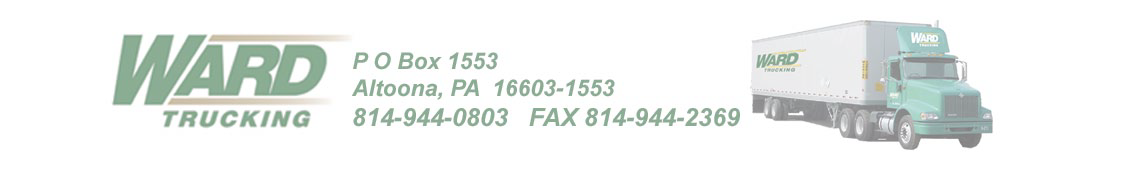 WARD
TRUCKING
P O Box 1553
Altoona, PA 16603-1553
814-944-0803 FAX 814-944-2369
WARD
TRUCKING
WARD
TRUCKING